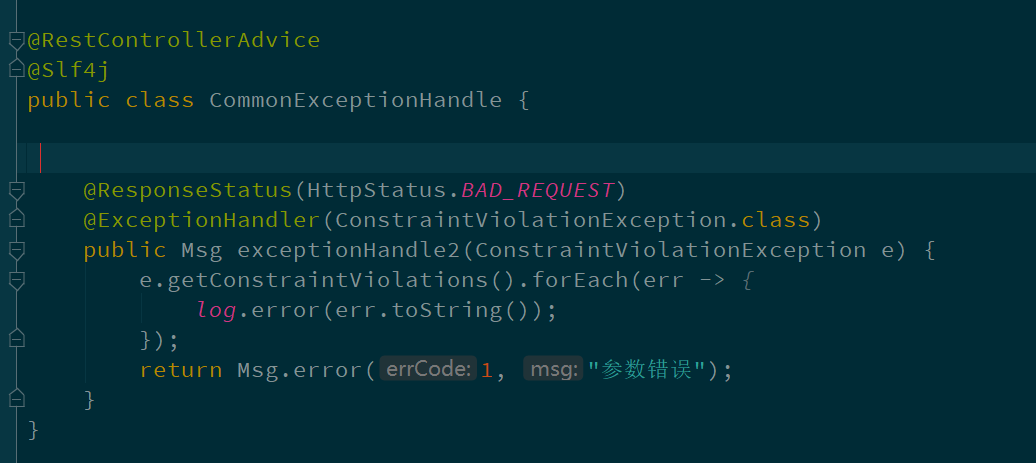 @RestControllerAdvice
@Slf4j
public class CommonExceptionHandle {
@ResponseStatus(HttpStatus.BAD_REQUEST)
@ExceptionHandler(ConstraintViolationException.class)
public Msg exceptionHandle2(ConstraintViolationException e) {
e.getConstraintViolations().forEach(err -> {
log.error(err.toString());
});
return Msg.error( errCode: 1, msg: "参数错误");
}
}